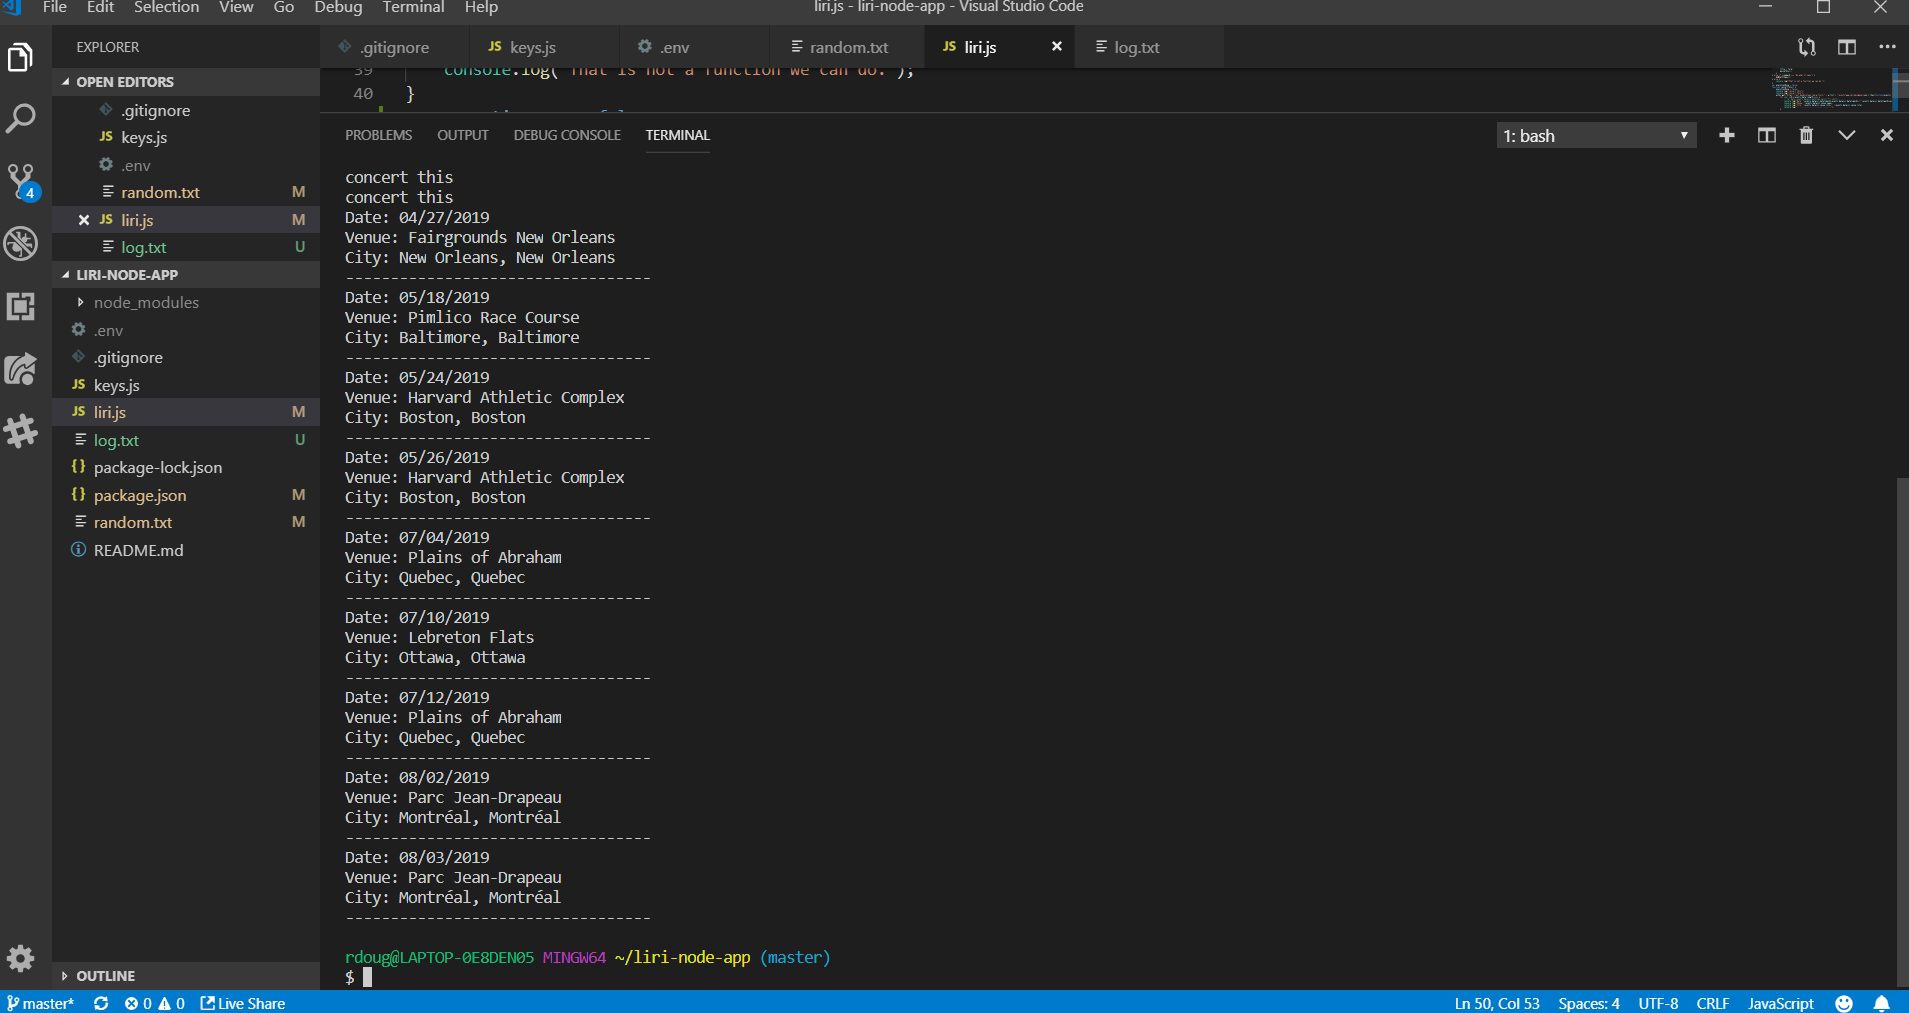 File Edit Selection View Go Debug Terminal Help liri.js - liri-node-app - Visual Studio Code
EXPLORER
.gitignore JS keys.js .env random.txt JS liri.js log.txt
OPEN EDITORS
.gitignore
JS keys.js
.env
random.txt M
JS liri.js M
log.txt U
LIRI-NODE-APP
node_modules
.env
.gitignore
JS keys.js
JS liri.js M
log.txt U
{} package-lock.json
{} package.json M
random.txt M
README.md
OUTLINE
4
39 console.log("That is not a function we can do.");
40 }
PROBLEMS OUTPUT DEBUG CONSOLE TERMINAL 1: bash
concert this
concert this
Date: 04/27/2019
Venue: Fairgrounds New Orleans
City: New Orleans, New Orleans
----------------------------------
Date: 05/18/2019
Venue: Pimlico Race Course
City: Baltimore, Baltimore
----------------------------------
Date: 05/24/2019
Venue: Harvard Athletic Complex
City: Boston, Boston
----------------------------------
Date: 05/26/2019
Venue: Harvard Athletic Complex
City: Boston, Boston
----------------------------------
Date: 07/04/2019
Venue: Plains of Abraham
City: Quebec, Quebec
----------------------------------
Date: 07/10/2019
Venue: Lebreton Flats
City: Ottawa, Ottawa
----------------------------------
Date: 07/12/2019
Venue: Plains of Abraham
City: Quebec, Quebec
----------------------------------
Date: 08/02/2019
Venue: Parc Jean-Drapeau
City: Montréal, Montréal
----------------------------------
Date: 08/03/2019
Venue: Parc Jean-Drapeau
City: Montréal, Montréal
----------------------------------
rdoug@LAPTOP-0E8DEN05 MINGW64 ~/liri-node-app (master)
$
master* 0 0 Live Share Ln 50, Col 53 Spaces: 4 UTF-8 CRLF JavaScript